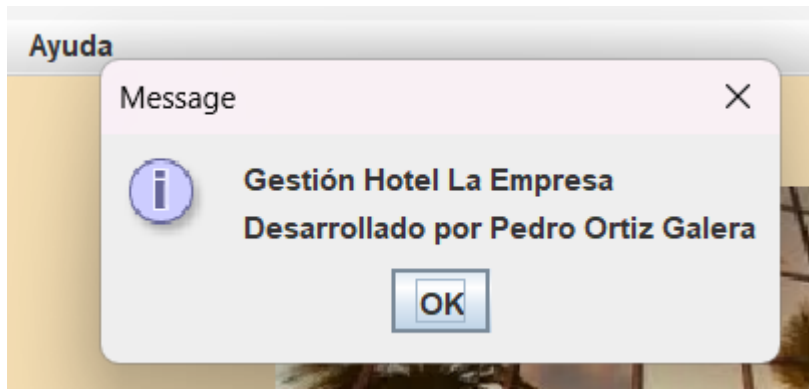 Ayuda
Message
Gestión Hotel La Empresa
Desarrollado por Pedro Ortiz Galera
OK